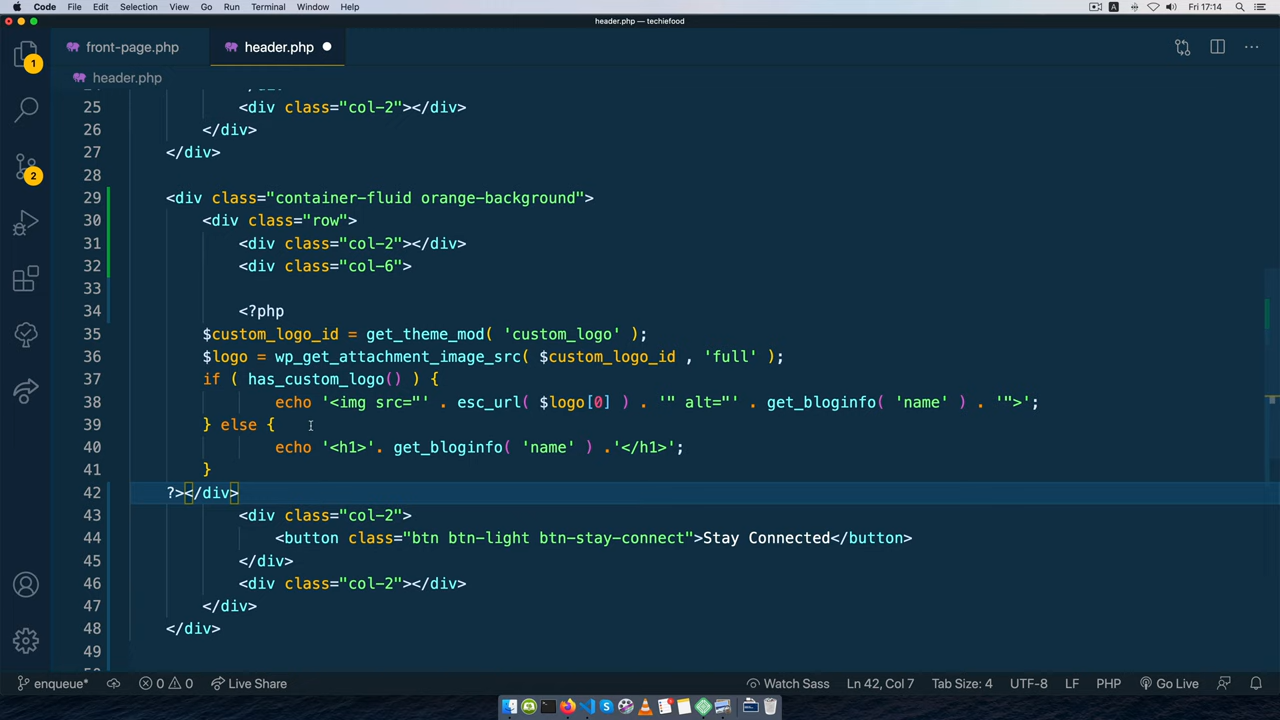 Code File Edit Selection View Go Run Terminal Window Help A Fri 17:14
header.php — techiefood
front-page.php header.php
header.php
1
2
25 <div class="col-2"></div>
26 </div>
27 </div>
28
29 <div class="container-fluid orange-background">
30 <div class="row">
31 <div class="col-2"></div>
32 <div class="col-6">
33
34 <?php
35 $custom_logo_id = get_theme_mod( 'custom_logo' );
36 $logo = wp_get_attachment_image_src( $custom_logo_id , 'full' );
37 if ( has_custom_logo() ) {
38 echo '<img src="' . esc_url( $logo[0] ) . '" alt="' . get_bloginfo( 'name' ) . '">';
39 } else {
40 echo '<h1>'. get_bloginfo( 'name' ) .'</h1>';
41 }
42 ?></div>
43 <div class="col-2">
44 <button class="btn btn-light btn-stay-connect">Stay Connected</button>
45 </div>
46 <div class="col-2"></div>
47 </div>
48 </div>
49
enqueue* 0 0 Live Share Watch Sass Ln 42, Col 7 Tab Size: 4 UTF-8 LF PHP Go Live